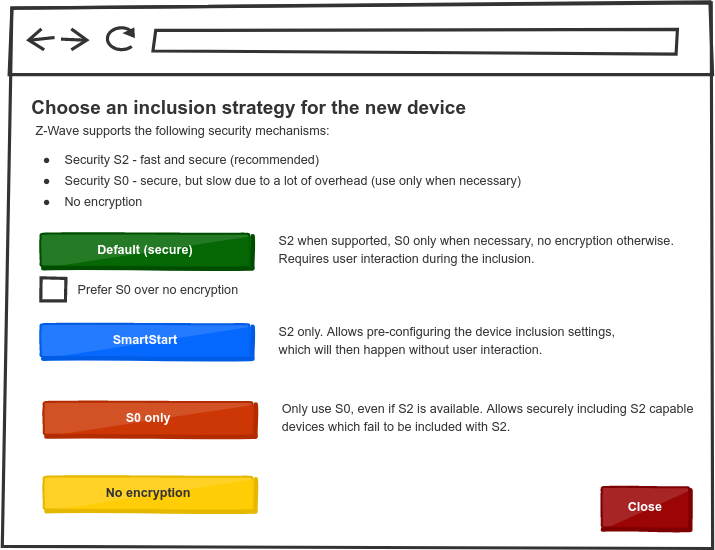 Choose an inclusion strategy for the new device
Z-Wave supports the following security mechanisms:
● Security S2 - fast and secure (recommended)
● Security S0 - secure, but slow due to a lot of overhead (use only when necessary)
● No encryption
Default (secure)
S2 when supported, S0 only when necessary, no encryption otherwise.
Requires user interaction during the inclusion.
Prefer S0 over no encryption
SmartStart
S2 only. Allows pre-configuring the device inclusion settings,
which will then happen without user interaction.
S0 only
Only use S0, even if S2 is available. Allows securely including S2 capable
devices which fail to be included with S2.
No encryption
Close